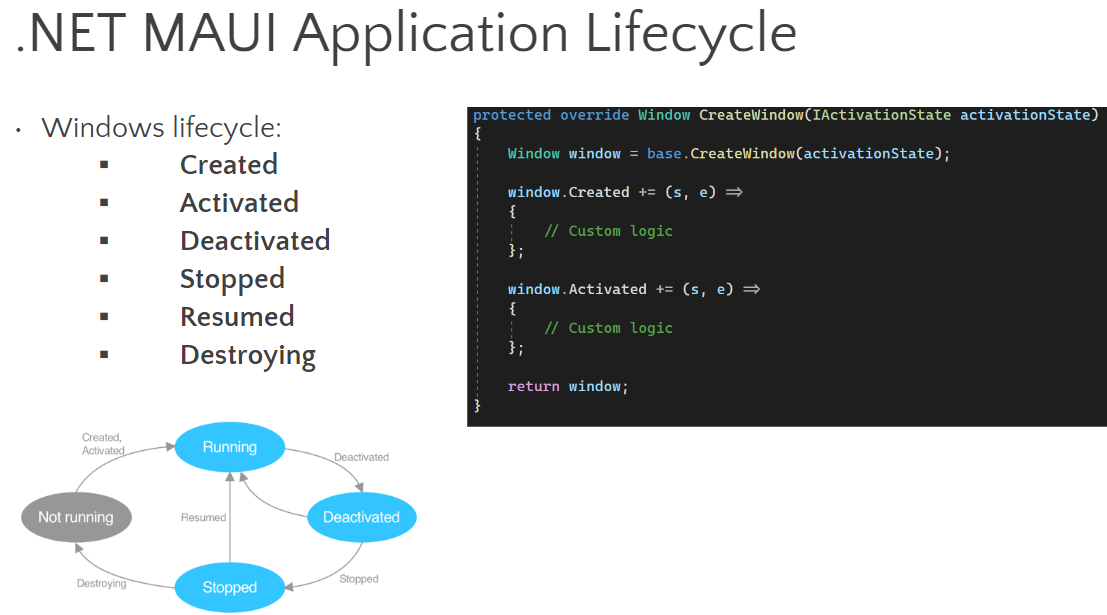 .NET MAUI Application Lifecycle
• Windows lifecycle:
▪ Created
▪ Activated
▪ Deactivated
▪ Stopped
▪ Resumed
▪ Destroying
protected override Window CreateWindow(IActivationState activationState)
{
    Window window = base.CreateWindow(activationState);
    window.Created += (s, e) =>
    {
        // Custom logic
    };
    window.Activated += (s, e) =>
    {
        // Custom logic
    };
    return window;
}
Created,
Activated
Running
Deactivated
Not running
Resumed
Deactivated
Destroying
Stopped
Stopped